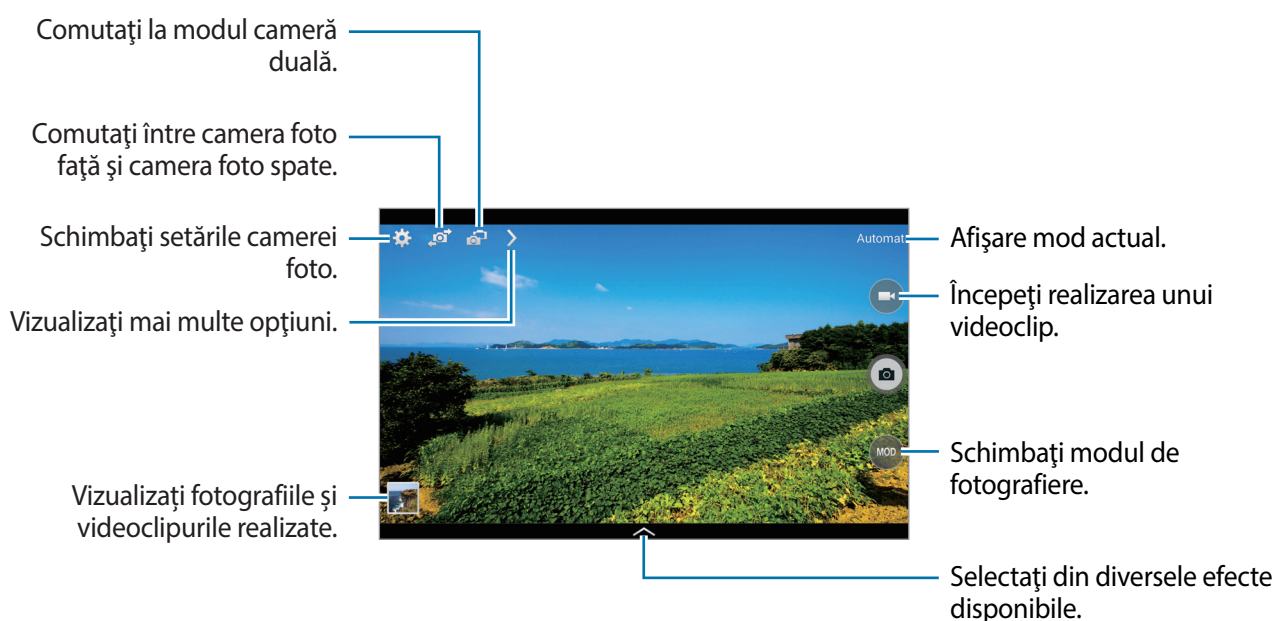 Comutaţi la modul cameră
duală.
Comutaţi între camera foto
faţă şi camera foto spate.
Schimbaţi setările camerei
foto.
Vizualizaţi mai multe opţiuni.
Vizualizați fotografiile și
videoclipurile realizate.
Automat
Afişare mod actual.
Începeţi realizarea unui
videoclip.
MOD
Schimbaţi modul de
fotografiere.
Selectaţi din diversele efecte
disponibile.